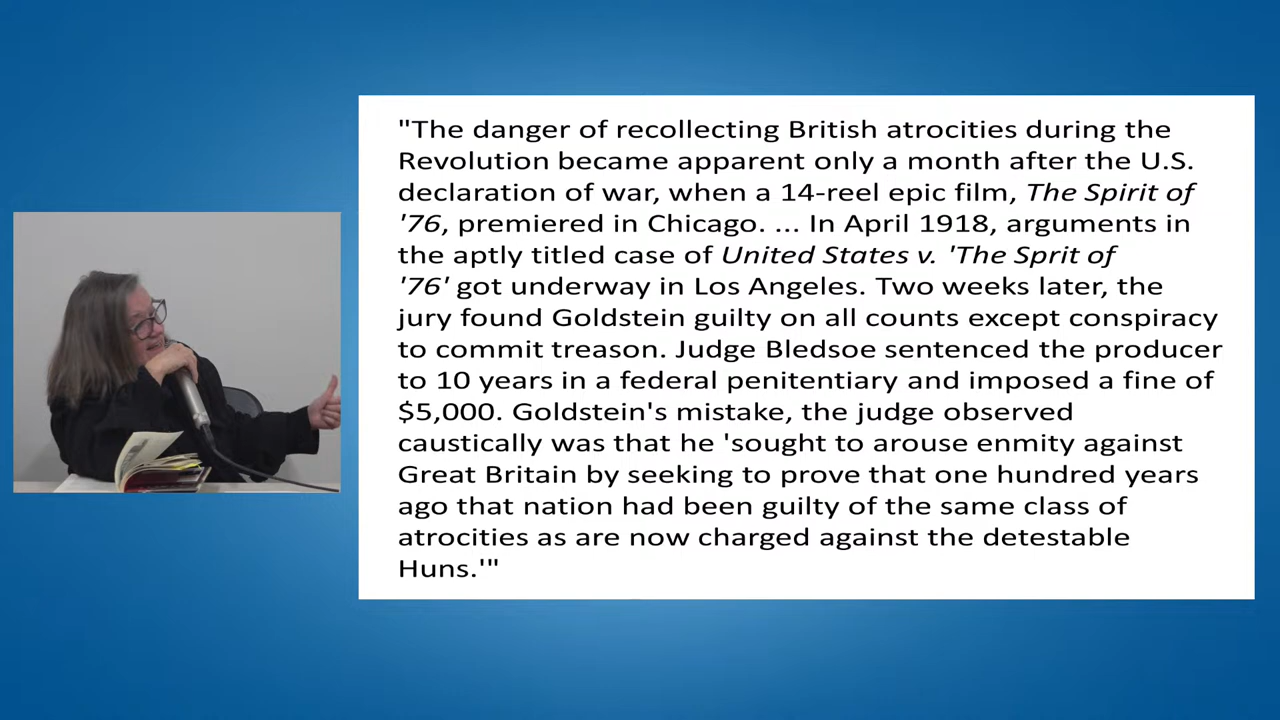 "The danger of recollecting British atrocities during the
Revolution became apparent only a month after the U.S.
declaration of war, when a 14-reel epic film, The Spirit of
'76, premiered in Chicago. ... In April 1918, arguments in
the aptly titled case of United States v. 'The Sprit of
'76' got underway in Los Angeles. Two weeks later, the
jury found Goldstein guilty on all counts except conspiracy
to commit treason. Judge Bledsoe sentenced the producer
to 10 years in a federal penitentiary and imposed a fine of
$5,000. Goldstein's mistake, the judge observed
caustically was that he 'sought to arouse enmity against
Great Britain by seeking to prove that one hundred years
ago that nation had been guilty of the same class of
atrocities as are now charged against the detestable
Huns.'"